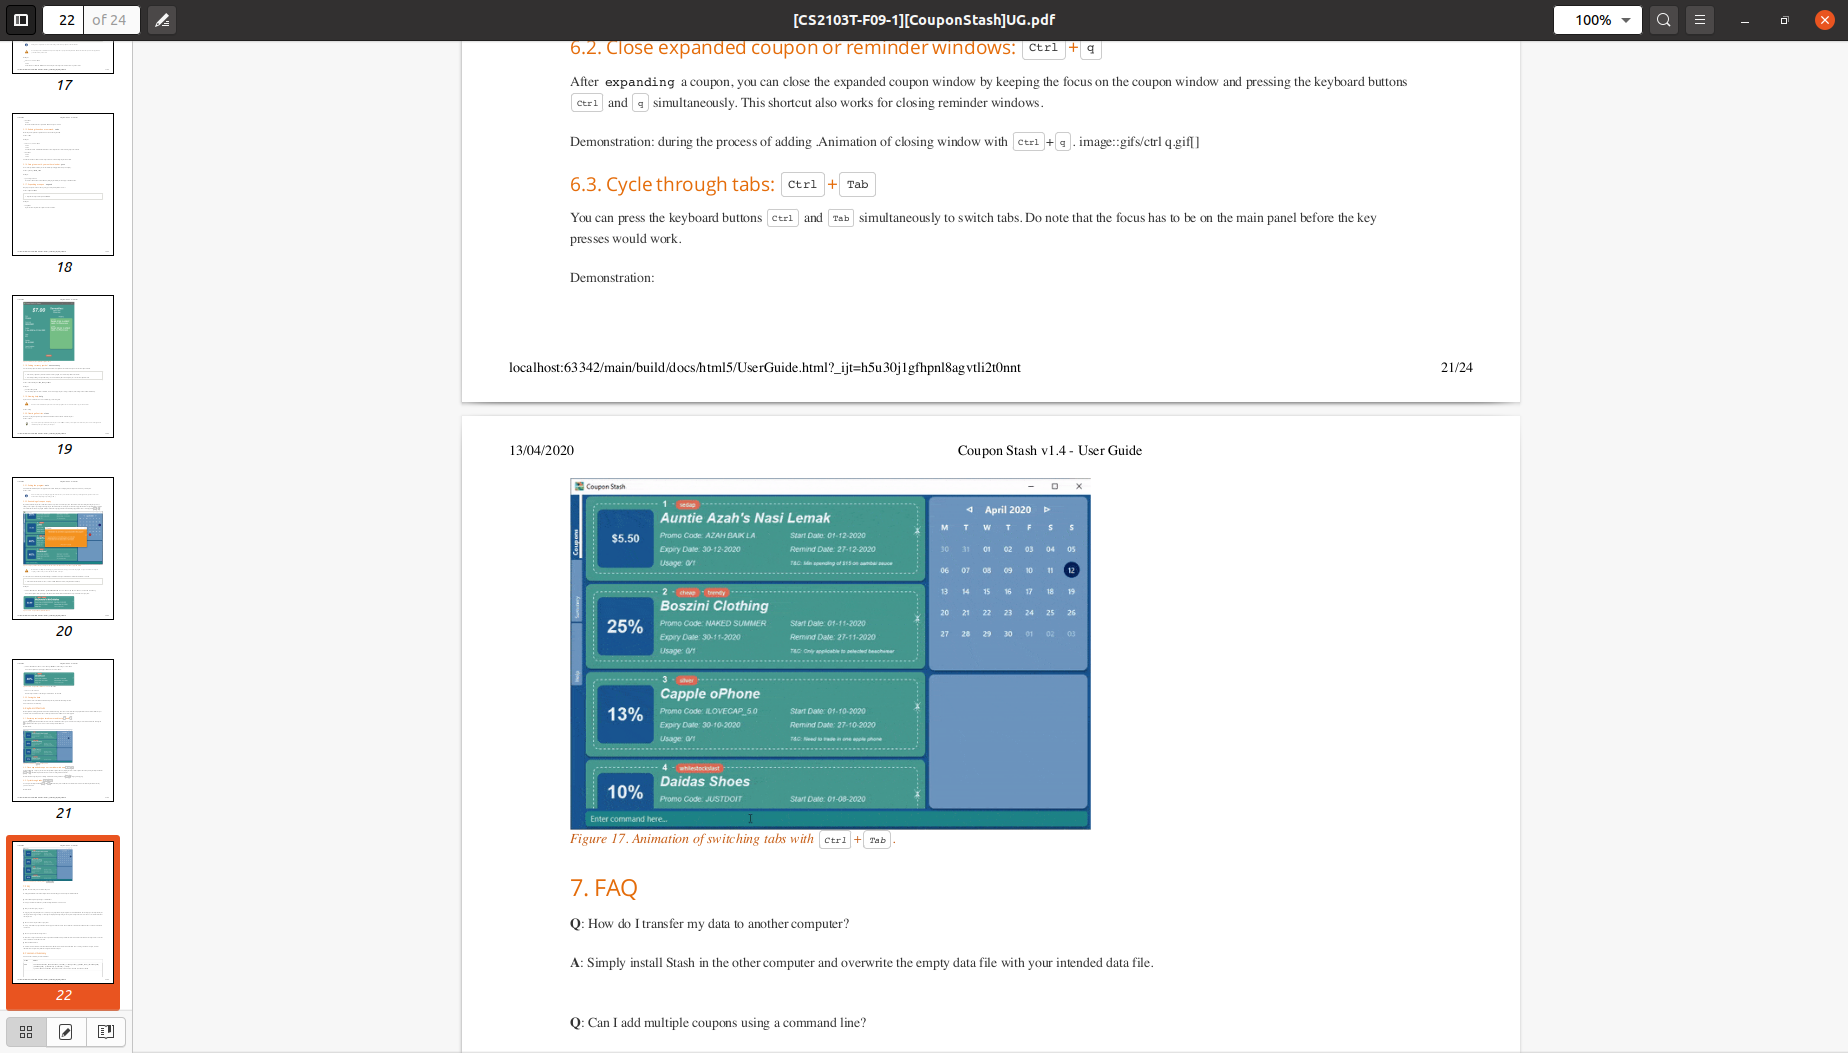 22 of 24
[CS2103T-F09-1][CouponStash]UG.pdf
100%
17
18
19
20
21
22
6.2. Close expanded coupon or reminder windows: Ctrl + q
After expanding a coupon, you can close the expanded coupon window by keeping the focus on the coupon window and pressing the keyboard buttons
Ctrl and q simultaneously. This shortcut also works for closing reminder windows.
Demonstration: during the process of adding .Animation of closing window with Ctrl + q . image::gifs/ctrl q.gif[]
6.3. Cycle through tabs: Ctrl + Tab
You can press the keyboard buttons Ctrl and Tab simultaneously to switch tabs. Do note that the focus has to be on the main panel before the key
presses would work.
Demonstration:
localhost:63342/main/build/docs/html5/UserGuide.html?_ijt=h5u30j1gfhpnl8agvtli2t0nnt 21/24
13/04/2020 Coupon Stash v1.4 - User Guide
Coupon Stash
Coupons
Summary
Help
1 sedap
Auntie Azah's Nasi Lemak
$5.50
Promo Code: AZAH BAIK LA Start Date: 01-12-2020
Expiry Date: 30-12-2020 Remind Date: 27-12-2020
Usage: 0/1 T&C: Min spending of $10 on sambal sauce
2 cheap trendy
Boszini Clothing
25%
Promo Code: NAKED SUMMER Start Date: 01-11-2020
Expiry Date: 30-11-2020 Remind Date: 27-11-2020
Usage: 0/1 T&C: Only applicable to selected beachwear
3
Capple oPhone
13%
Promo Code: ILOVECAP_5.0 Start Date: 01-10-2020
Expiry Date: 30-10-2020 Remind Date: 27-10-2020
Usage: 0/1 T&C: Need to trade in one apple phone
4 whilestockslast
Daidas Shoes
10%
Promo Code: JUSTDOIT Start Date: 01-08-2020
Enter command here...
April 2020
M T W T F S S
30 31 01 02 03 04 05
06 07 08 09 10 11 12
13 14 15 16 17 18 19
20 21 22 23 24 25 26
27 28 29 30 01 02 03
Figure 17. Animation of switching tabs with Ctrl + Tab .
7. FAQ
Q: How do I transfer my data to another computer?
A: Simply install Stash in the other computer and overwrite the empty data file with your intended data file.
Q: Can I add multiple coupons using a command line?